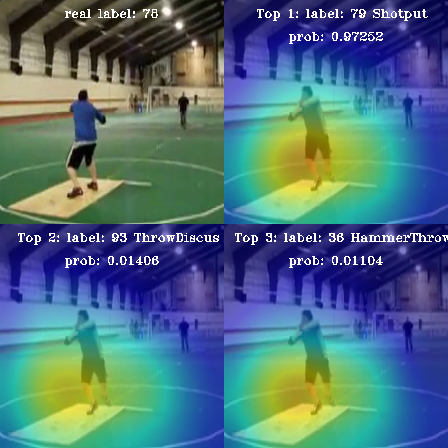 real label: 78
Top 1: label: 79 Shotput
prob: 0.97252
Top 2: label: 93 ThrowDiscus
prob: 0.01406
Top 3: label: 36 HammerThrow
prob: 0.01104